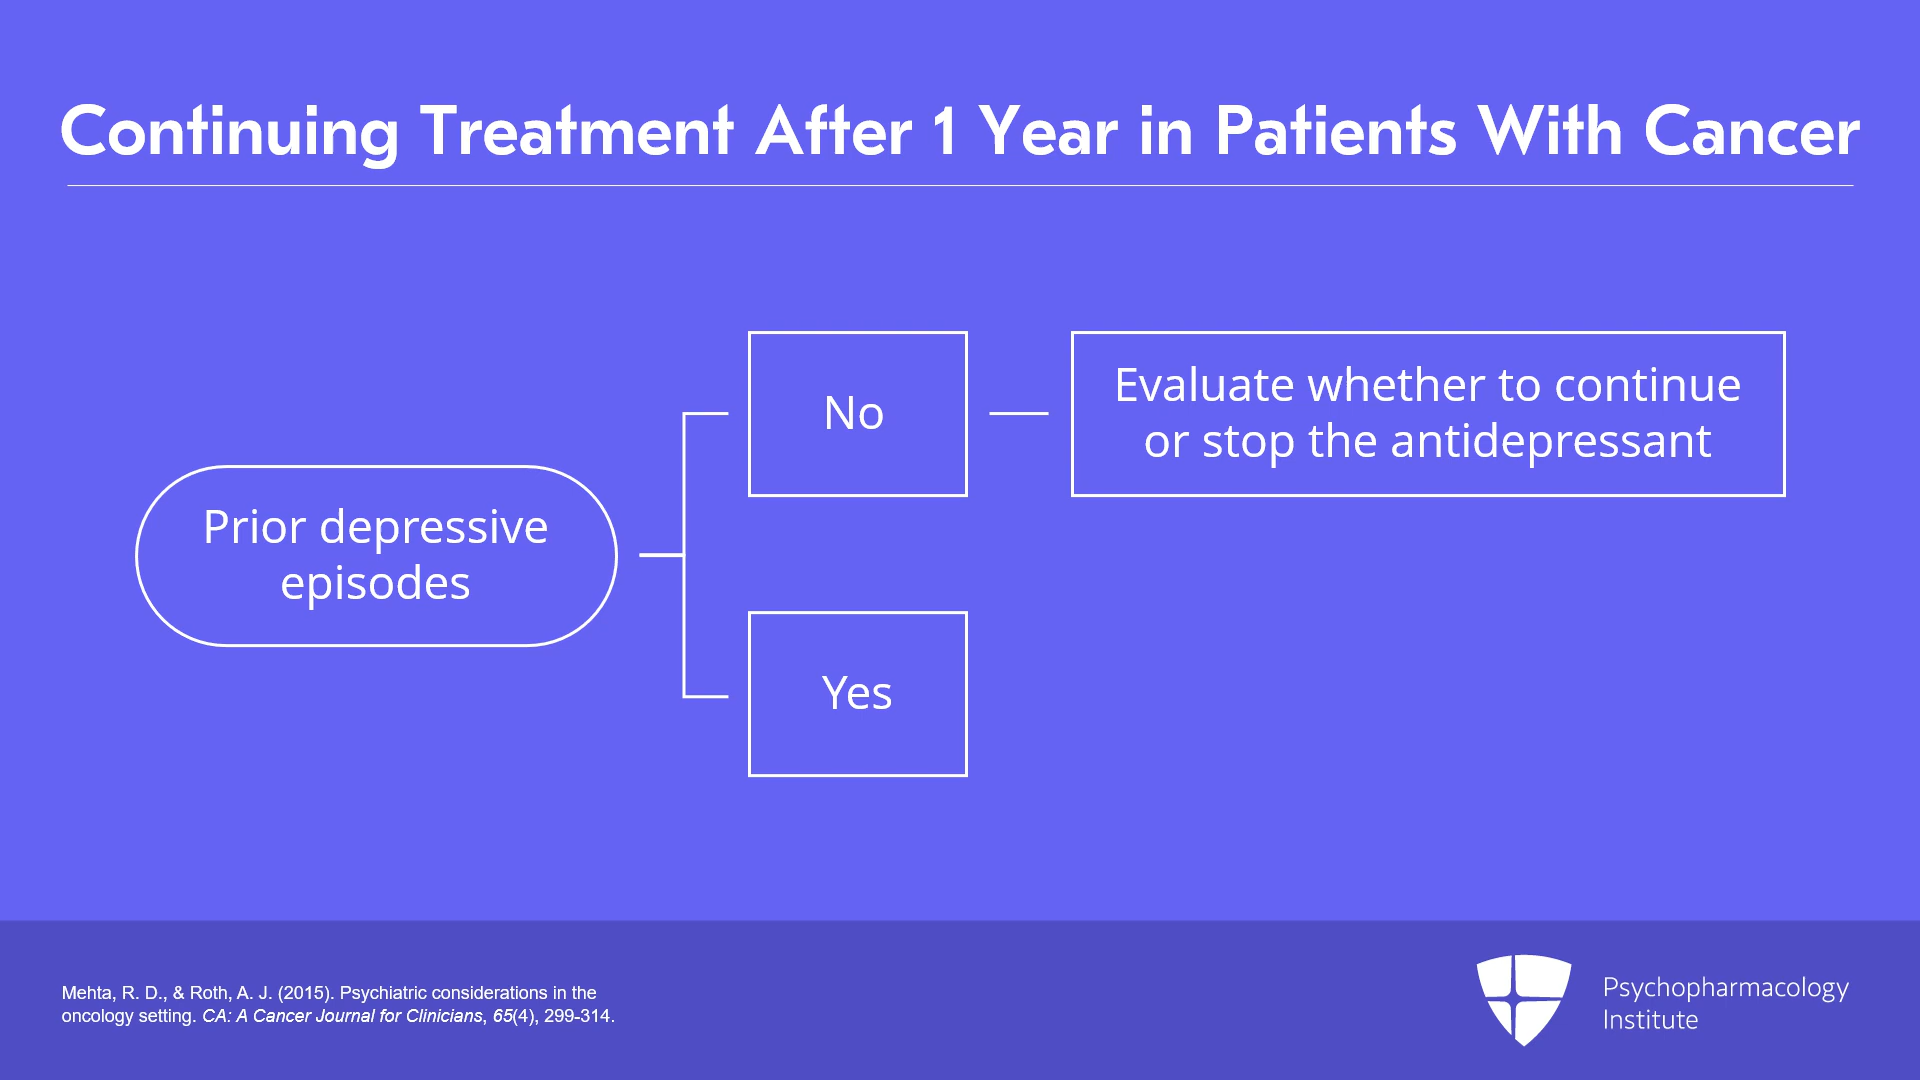 Continuing Treatment After 1 Year in Patients With Cancer
Prior depressive
episodes
No
Evaluate whether to continue
or stop the antidepressant
Yes
Mehta, R. D., & Roth, A. J. (2015). Psychiatric considerations in the
oncology setting. CA: A Cancer Journal for Clinicians, 65(4), 299-314.
Psychopharmacology
Institute